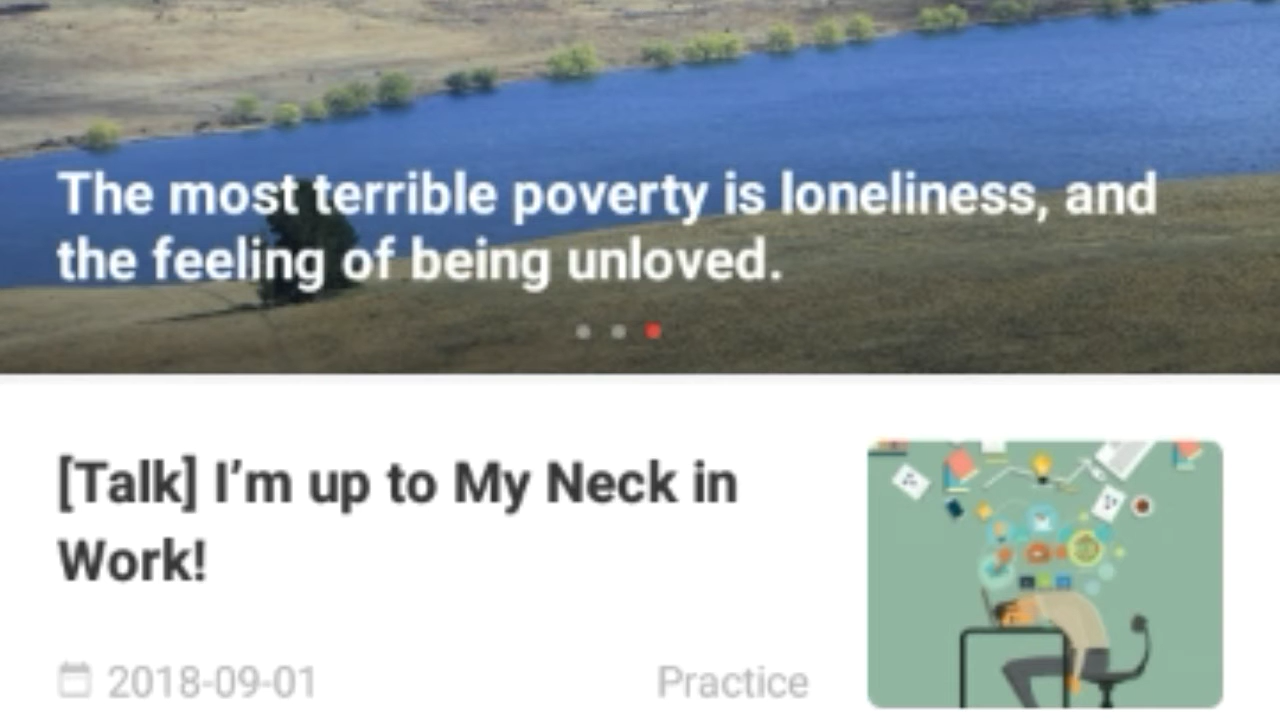 The most terrible poverty is loneliness, and
the feeling of being unloved.
[Talk] I’m up to My Neck in
Work!
2018-09-01
Practice